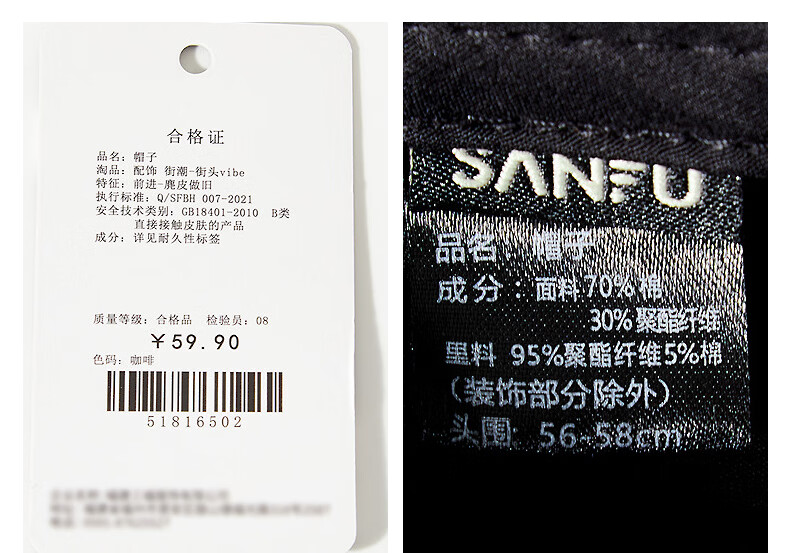 合格证
品名：帽子
淘品：配饰 街潮-街头vibe
特征：前进-麂皮做旧
执行标准：Q/SFBH 007-2021
安全技术类别：GB18401-2010 B类
直接接触皮肤的产品
成分：详见耐久性标签
质量等级：合格品 检验员：08
￥59.90
色码：咖啡
51816502
SANFU
品名 帽子
成分：面料70%棉
30%聚酯纤维
里料 95%聚酯纤维5%棉
（装饰部分除外）
头围：56-58cm